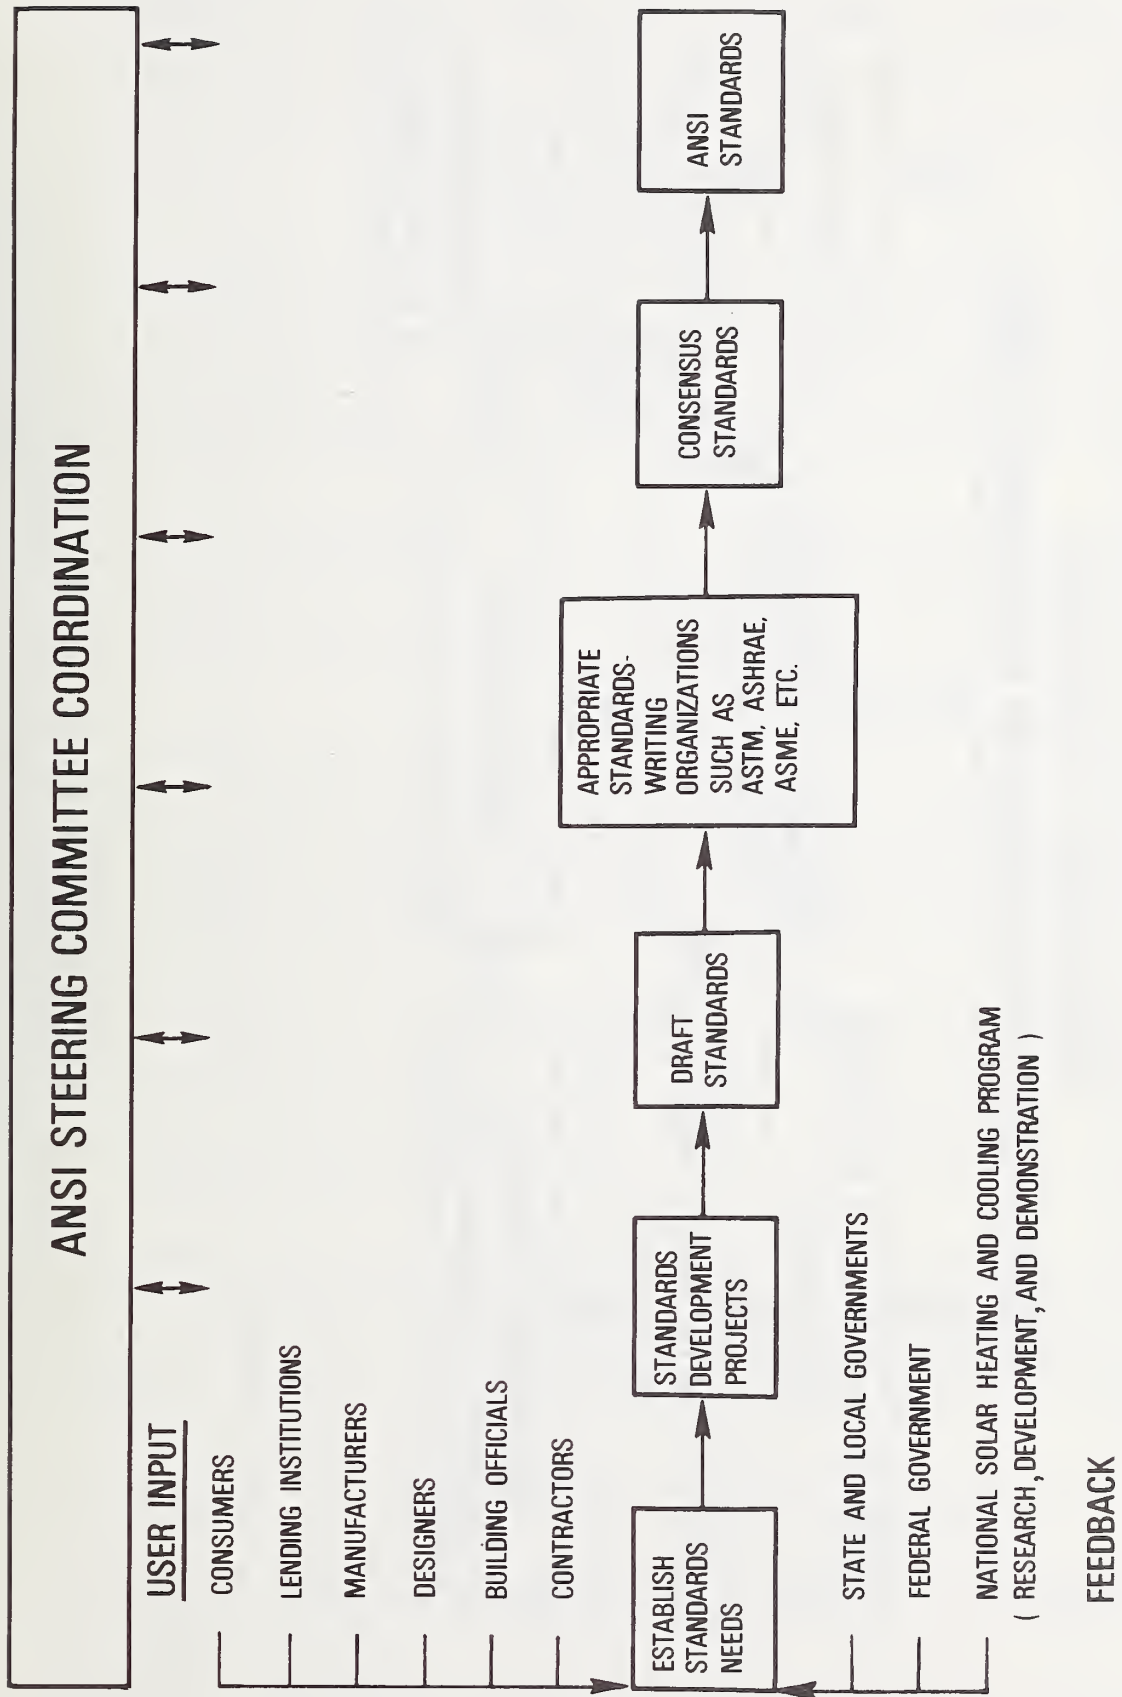 ANSI STEERING COMMITTEE COORDINATION
USER INPUT
CONSUMERS
LENDING INSTITUTIONS
MANUFACTURERS
DESIGNERS
BUILDING OFFICIALS
CONTRACTORS
ESTABLISH
STANDARDS
NEEDS
STANDARDS
DEVELOPMENT
PROJECTS
DRAFT
STANDARDS
APPROPRIATE
STANDARDS-
WRITING
ORGANIZATIONS
SUCH AS
ASTM, ASHRAE,
ASME, ETC.
CONSENSUS
STANDARDS
ANSI
STANDARDS
STATE AND LOCAL GOVERNMENTS
FEDERAL GOVERNMENT
NATIONAL SOLAR HEATING AND COOLING PROGRAM
( RESEARCH, DEVELOPMENT, AND DEMONSTRATION )
FEEDBACK